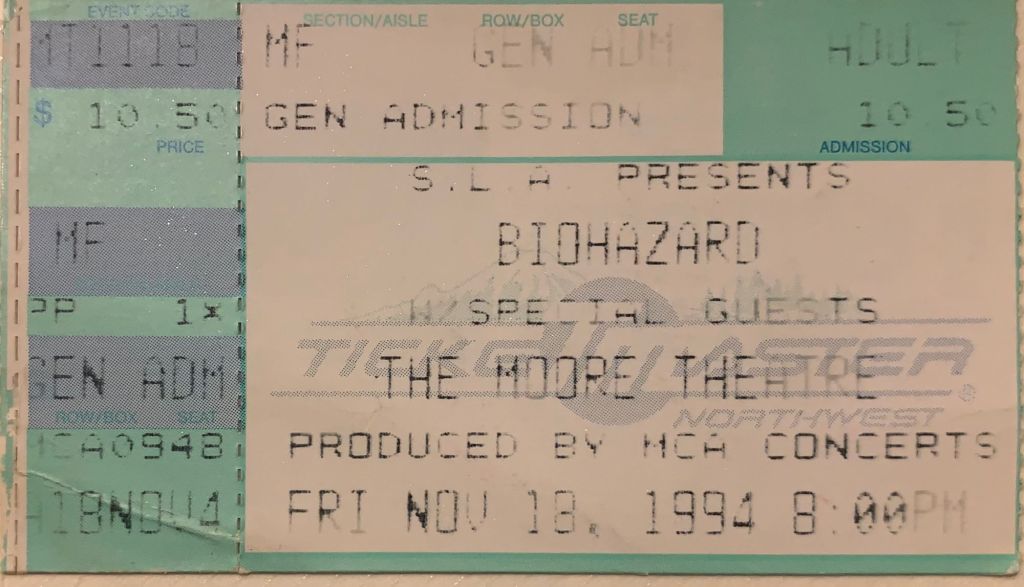 EVENT CODE
MT1118
$ 10.50
PRICE
MF
PP 1*
GEN ADM
ROW/BOX SEAT
MCA0948
18NOV4
SECTION/AISLE ROW/BOX SEAT
MF GEN ADM ADULT
GEN ADMISSION 10.50
ADMISSION
S.L.A. PRESENTS
BIOHAZARD
W/SPECIAL GUESTS
TICKETMASTER
THE MOORE THEATRE
NORTHWEST
PRODUCED BY MCA CONCERTS
FRI NOV 18, 1994 8:00PM